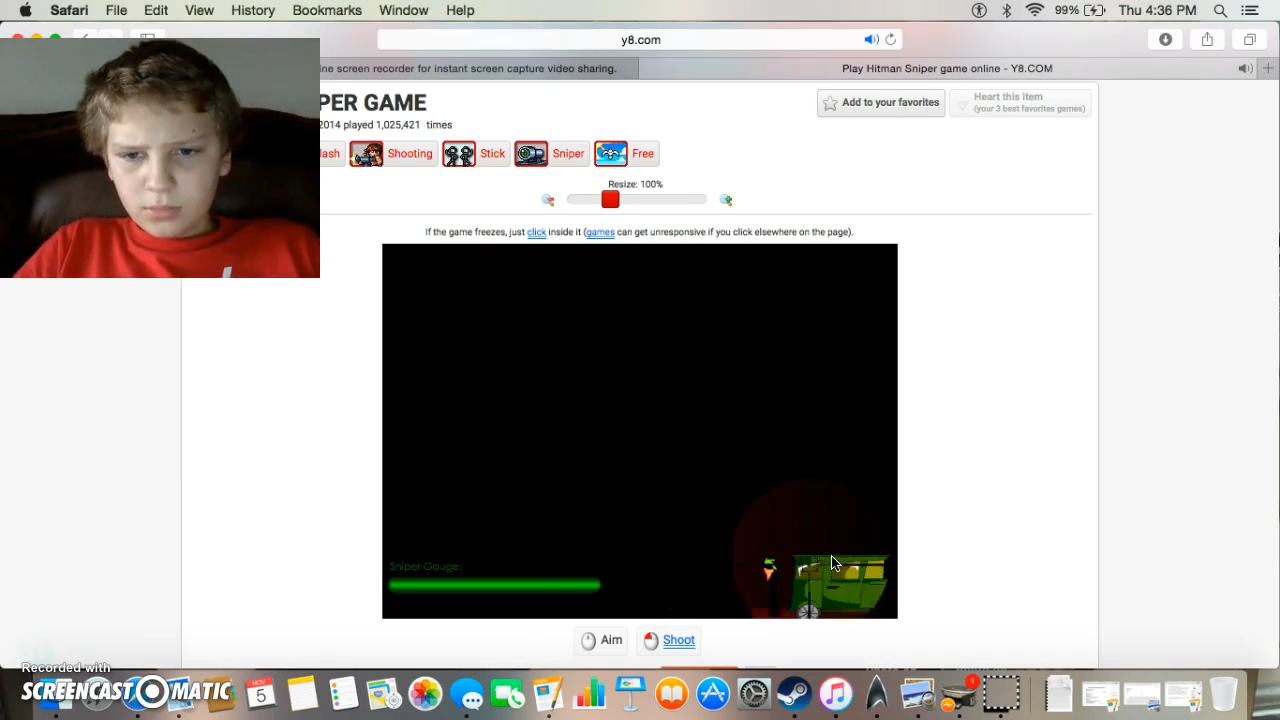 Safari File Edit View History Bookmarks Window Help 99% Thu 4:36 PM
y8.com
ine screen recorder for instant screen capture video sharing. Play Hitman Sniper game online - Y8.COM
PER GAME
Add to your favorites
Heart this item
(your 3 best favorites games)
2014 played 1,025,421 times
lash Shooting Stick Sniper Free
Resize: 100%
If the game freezes, just click inside it (games can get unresponsive if you click elsewhere on the page).
Sniper Gauge:
Aim Shoot
Recorded with
SCREENCAST MATIC
NOV
5
1